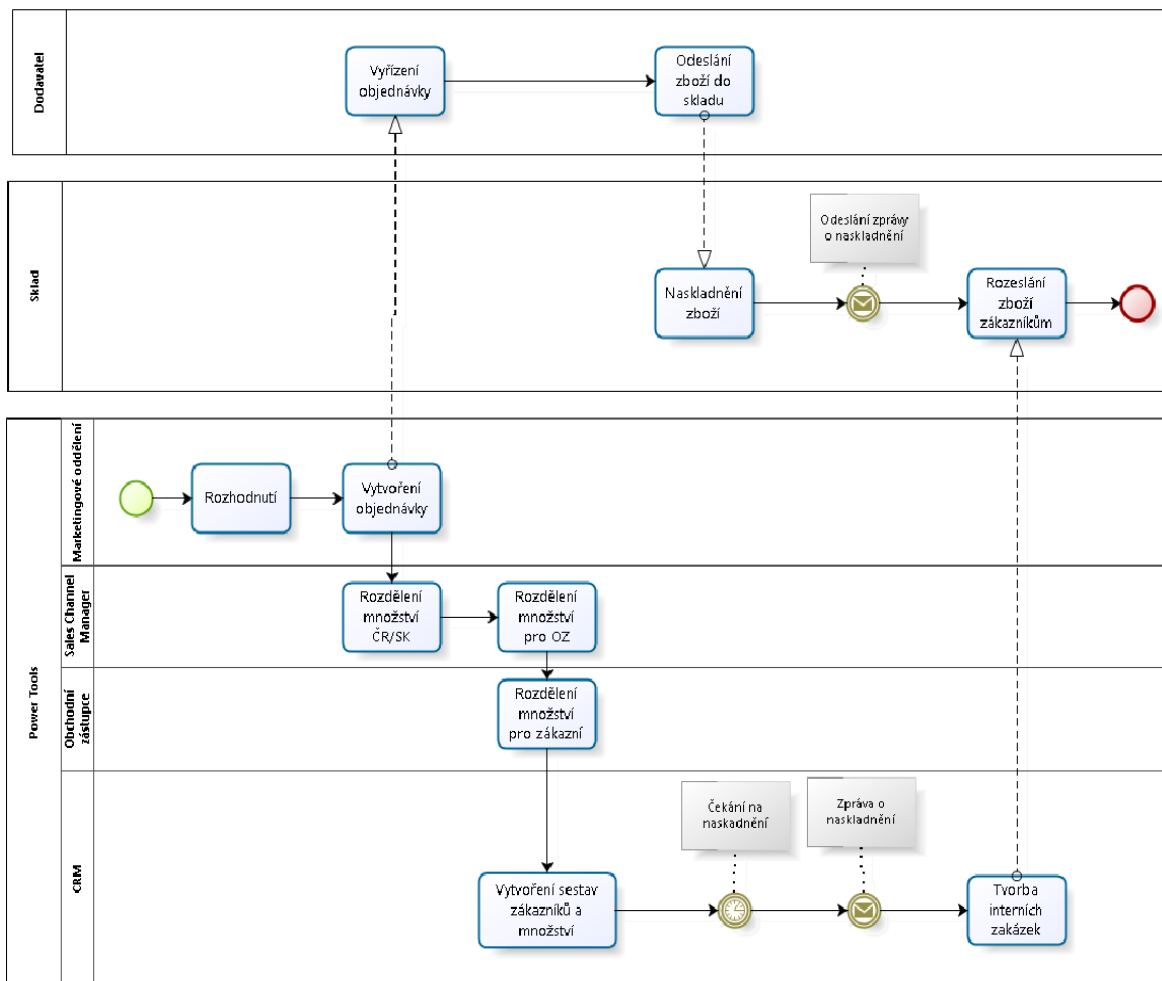 Dodavatel
Vyřízení
objednávky
Odeslání
zboží do
skladu
Sklad
Odeslání zprávy
o naskladnění
Naskladnění
zboží
Rozeslání
zboží
zákazníkům
Power Tools
Marketingové oddělení
Rozhodnutí
Vytvoření
objednávky
Sales Channel
Manager
Rozdělení
množství
ČR/SK
Rozdělení
množství
pro OZ
Obchodní
zástupce
Rozdělení
množství
pro zákazní
CRM
Čekání na
naskadnění
Zpráva o
naskladnění
Vytvoření sestav
zákazníků a
množství
Tvorba
interních
zakázek